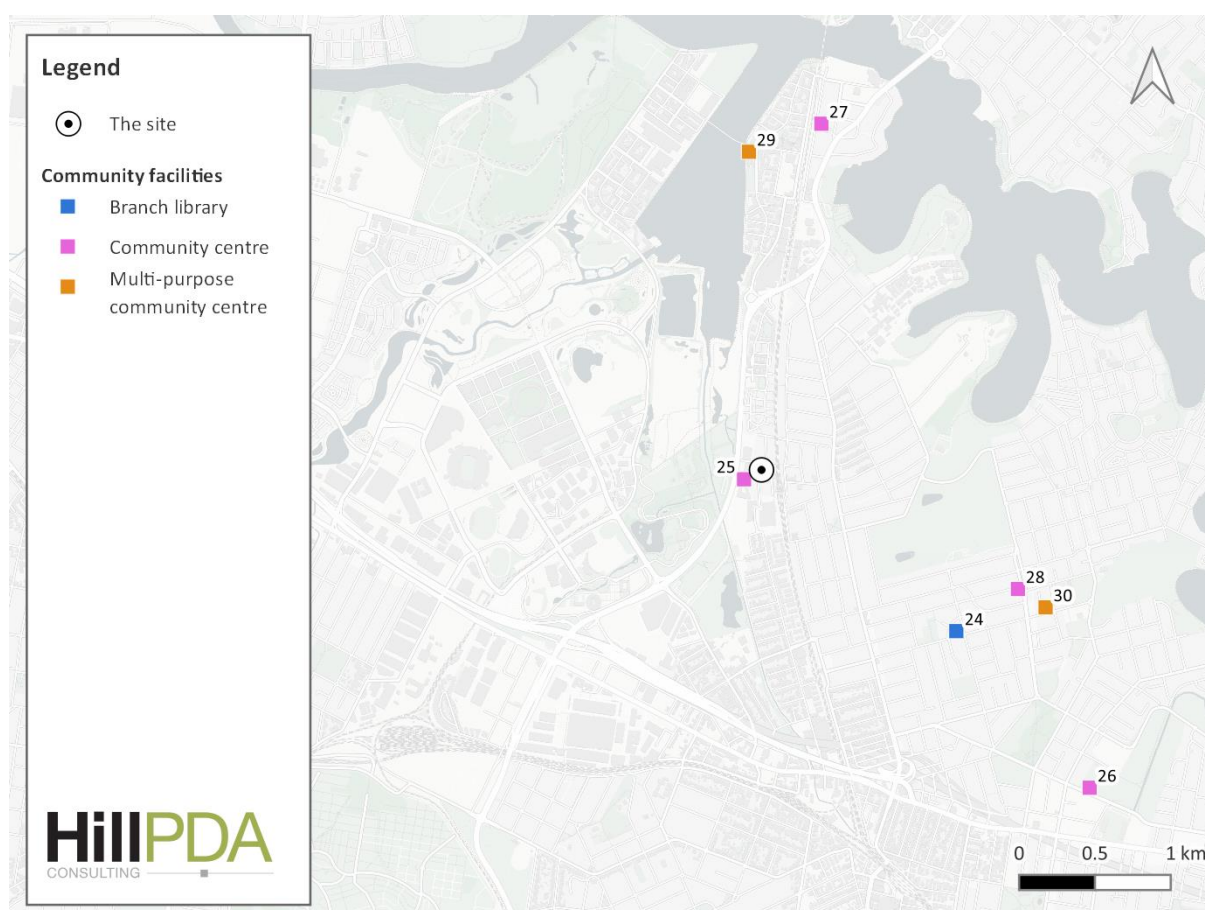 Legend
The site
Community facilities
Branch library
Community centre
Multi-purpose
community centre
HillPDA
CONSULTING
27
29
25
28
30
24
26
0 0.5 1 km